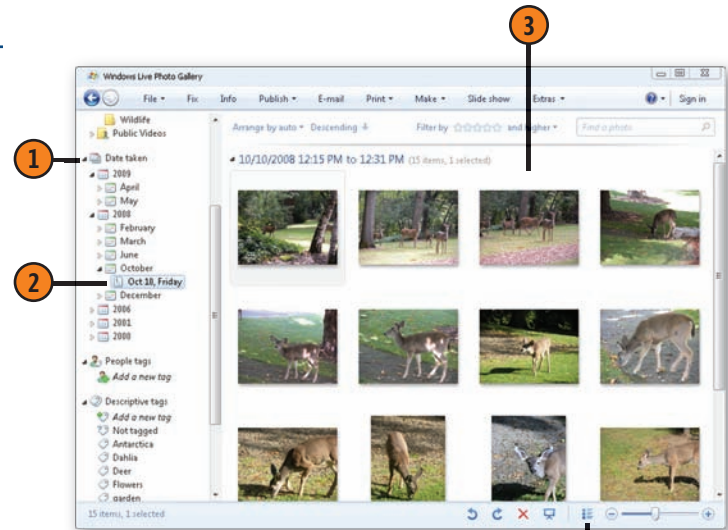 3
Windows Live Photo Gallery
File Fix Info Publish E-mail Print Make Slide show Extras Sign in
Wildlife
Public Videos
Arrange by auto Descending Filter by and higher Find a photo
1
Date taken
10/10/2008 12:15 PM to 12:31 PM (15 items, 1 selected)
2009
April
May
2008
February
March
June
October
2
Oct 10, Friday
December
2006
2001
2000
People tags
Add a new tag
Descriptive tags
Add a new tag
Not tagged
Antarctica
Dahlia
Deer
Flowers
garden
15 items, 1 selected